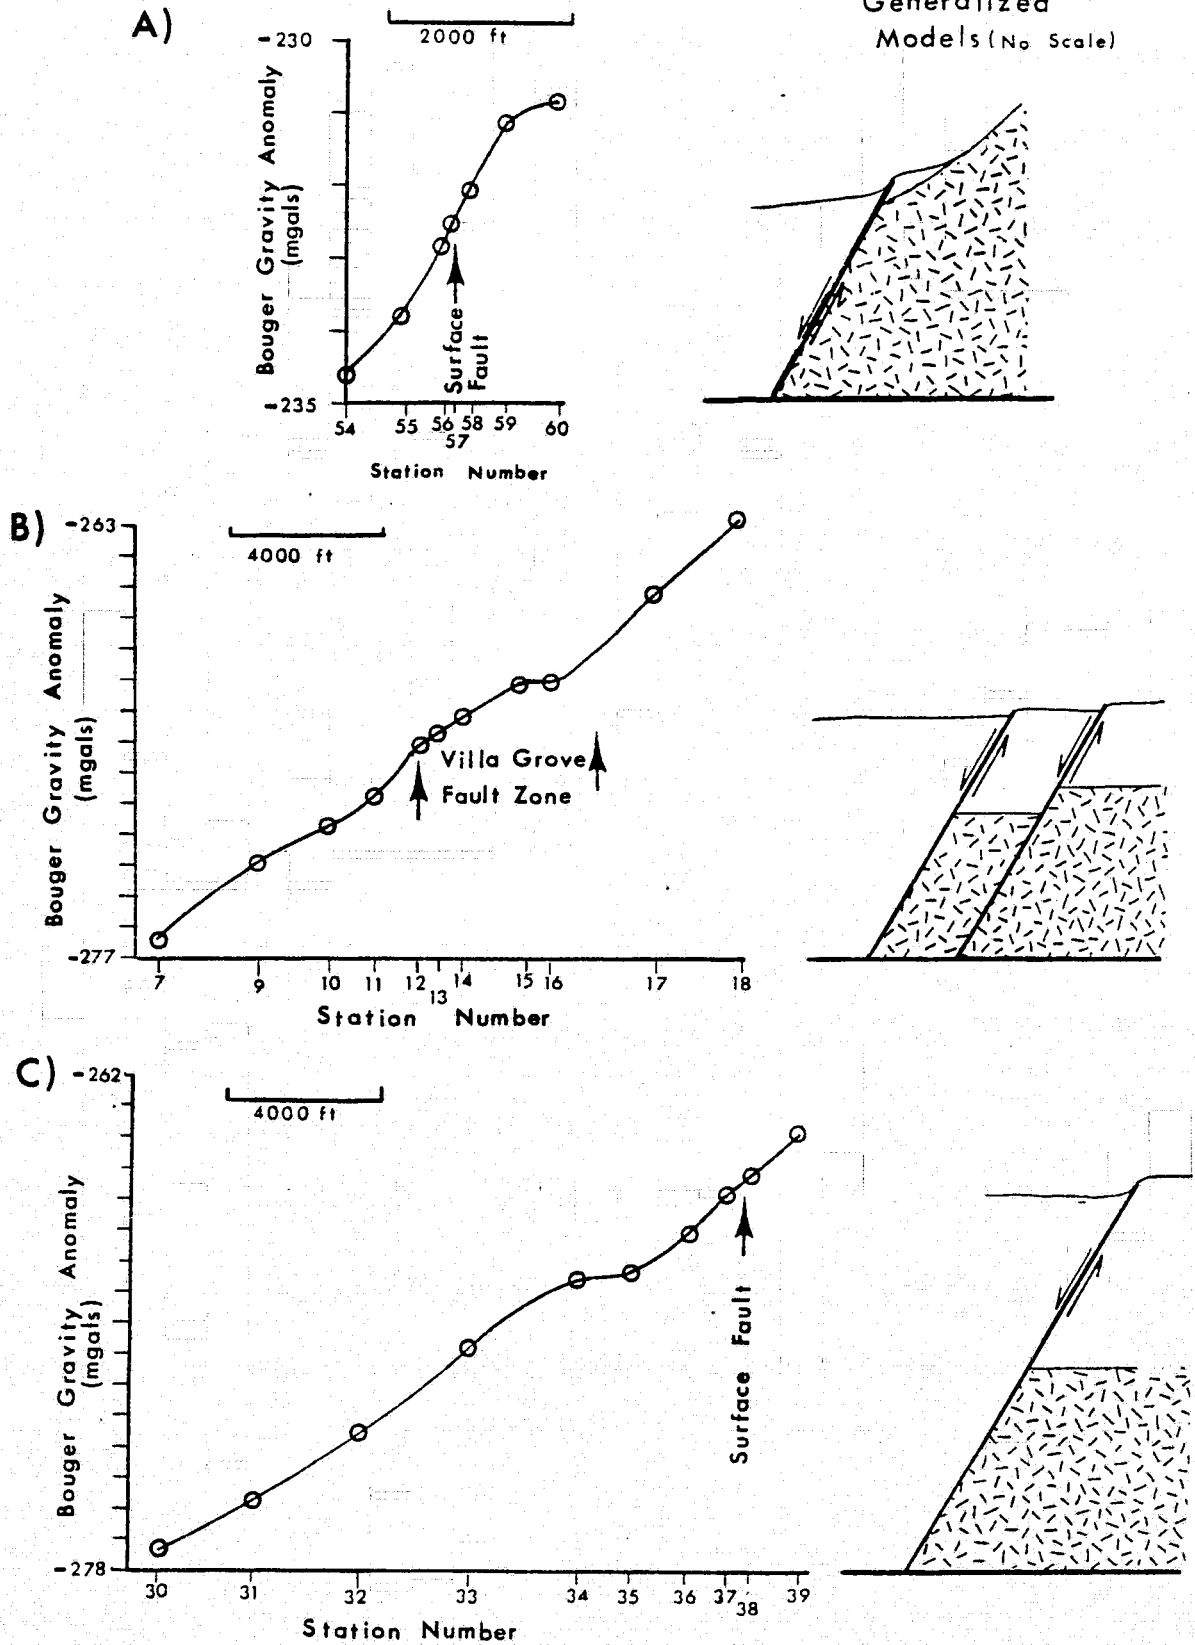 A)
2000 ft
Generalized
Models (No Scale)
-230
-235
Bouger Gravity Anomaly
(mgals)
Surface
Fault
54 55 56 57 58 59 60
Station Number
B)
-263
4000 ft
-277
Bouger Gravity Anomaly
(mgals)
Villa Grove
Fault Zone
7 9 10 11 12 13 14 15 16 17 18
Station Number
C)
-262
4000 ft
-278
Bouger Gravity Anomaly
(mgals)
Surface Fault
30 31 32 33 34 35 36 37 38 39
Station Number